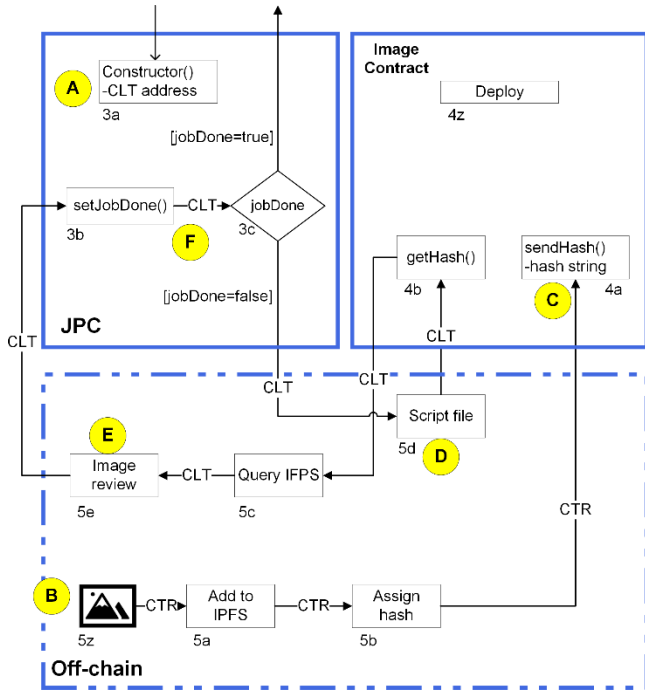 Constructor()
-CLT address
A
3a
Image
Contract
Deploy
4z
[jobDone=true]
setJobDone()
CLT
jobDone
3b
F
3c
getHash()
4b
sendHash()
-hash string
C
4a
[jobDone=false]
JPC
CLT
CLT
CLT
CLT
Script file
5d
D
E
Image
review
CLT
Query IFPS
5e
5c
CTR
B
CTR
Add to
IPFS
CTR
Assign
hash
5z
5a
5b
Off-chain